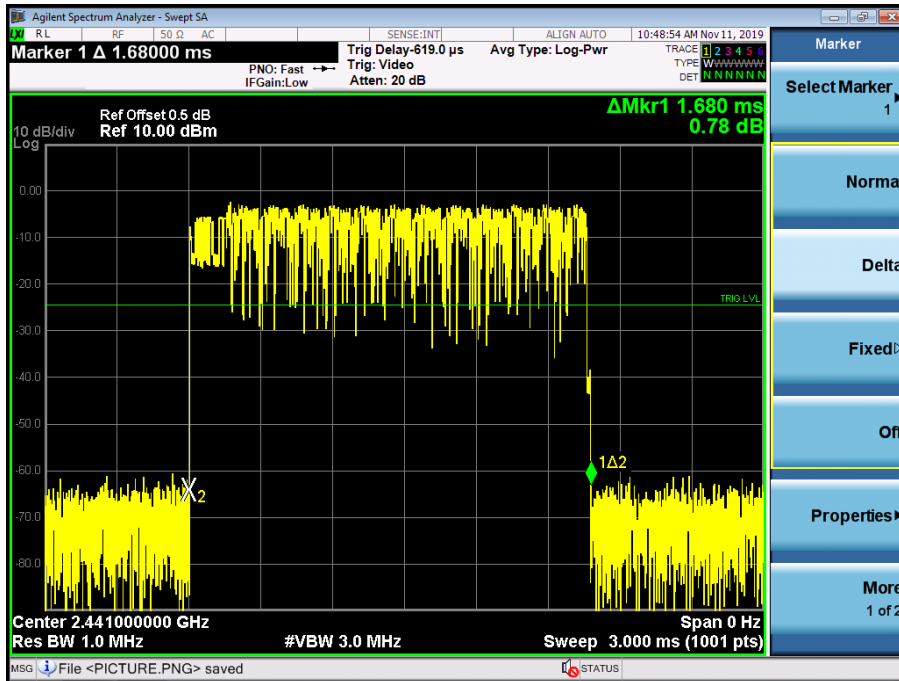 Agilent Spectrum Analyzer - Swept SA
LXI RL RF 50 Ω AC SENSE:INT ALIGN AUTO 10:48:54 AM Nov 11, 2019
Marker 1 Δ 1.68000 ms
PNO: Fast
IFGain:Low
Trig Delay-619.0 µs
Trig: Video
Atten: 20 dB
Avg Type: Log-Pwr
TRACE 1 2 3 4 5 6
TYPE WWWWWW
DET N N N N N N
ΔMkr1 1.680 ms
0.78 dB
Ref Offset 0.5 dB
10 dB/div Ref 10.00 dBm
Log
0.00
-10.0
-20.0
TRIG LVL
-30.0
-40.0
-50.0
-60.0
1Δ2
2
-70.0
-80.0
Center 2.441000000 GHz Span 0 Hz
Res BW 1.0 MHz #VBW 3.0 MHz Sweep 3.000 ms (1001 pts)
MSG File <PICTURE.PNG> saved STATUS
Marker
Select Marker
1
Norma
Delta
Fixed
Off
Properties
More
1 of 2